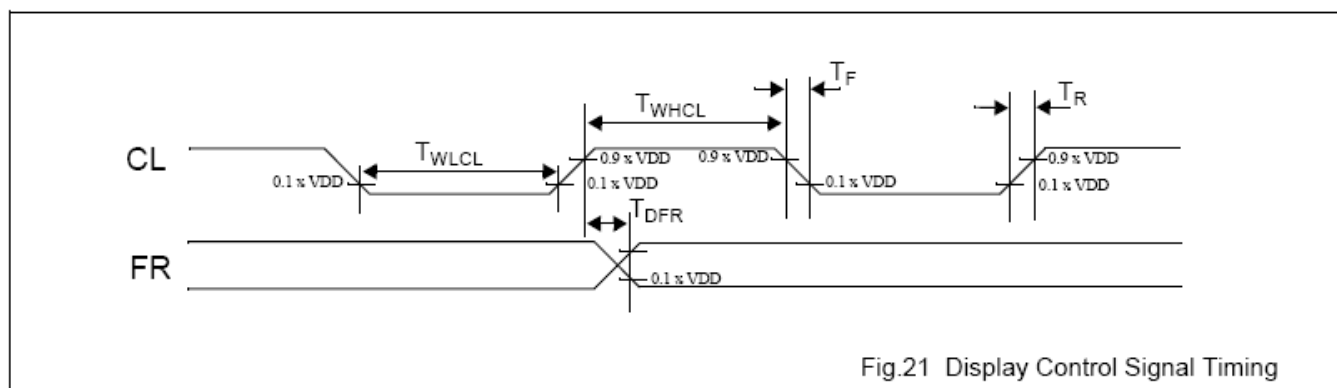 T_F
T_R
T_WHCL
CL
T_WLCL
0.9 x VDD
0.9 x VDD
0.9 x VDD
0.1 x VDD
0.1 x VDD
0.1 x VDD
0.1 x VDD
T_DFR
FR
0.1 x VDD
Fig.21 Display Control Signal Timing